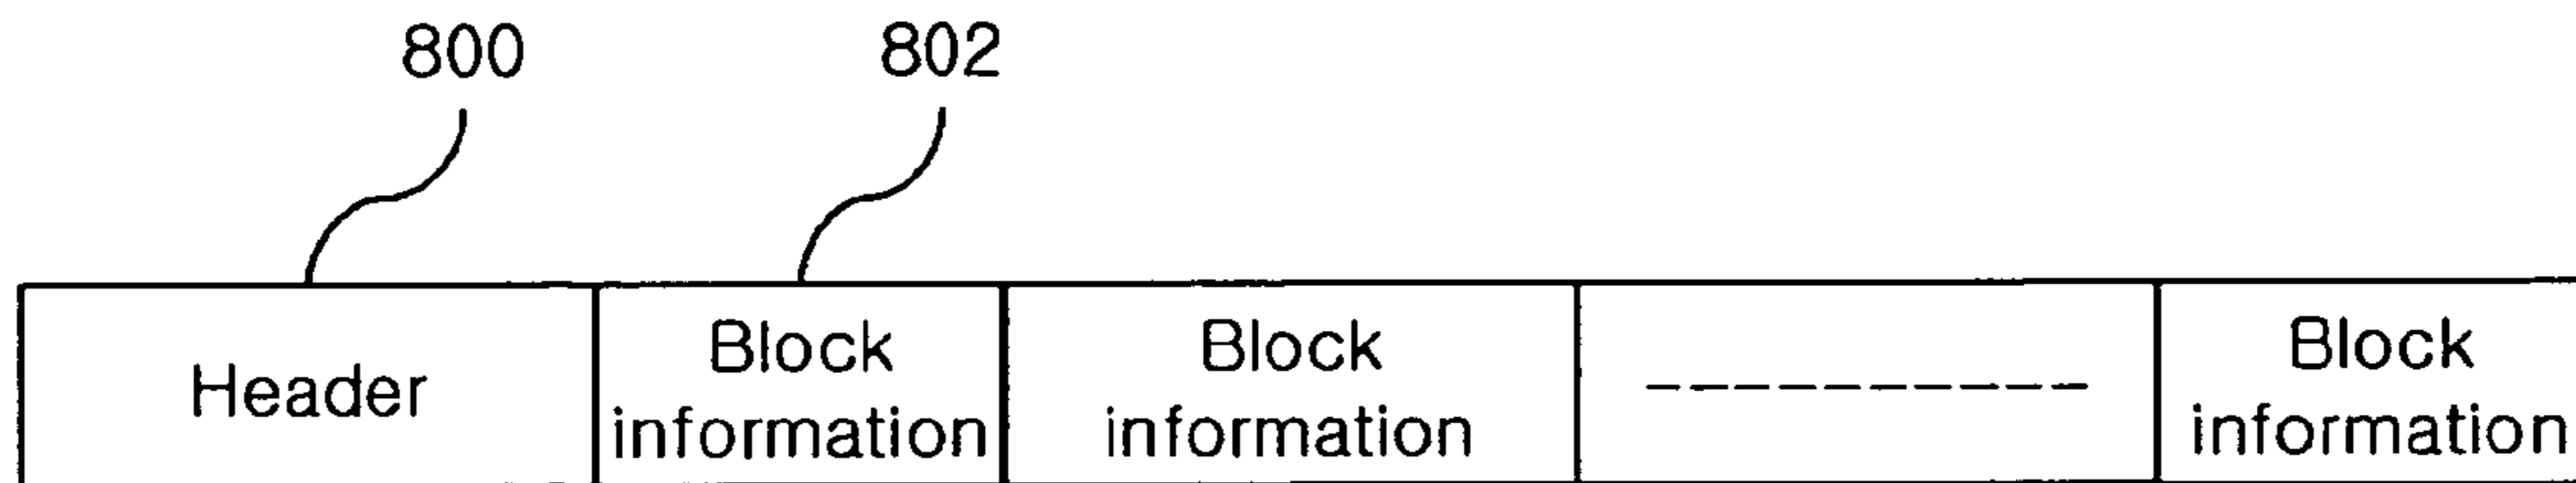 800
802
Header
Block
information
Block
information
Block
information